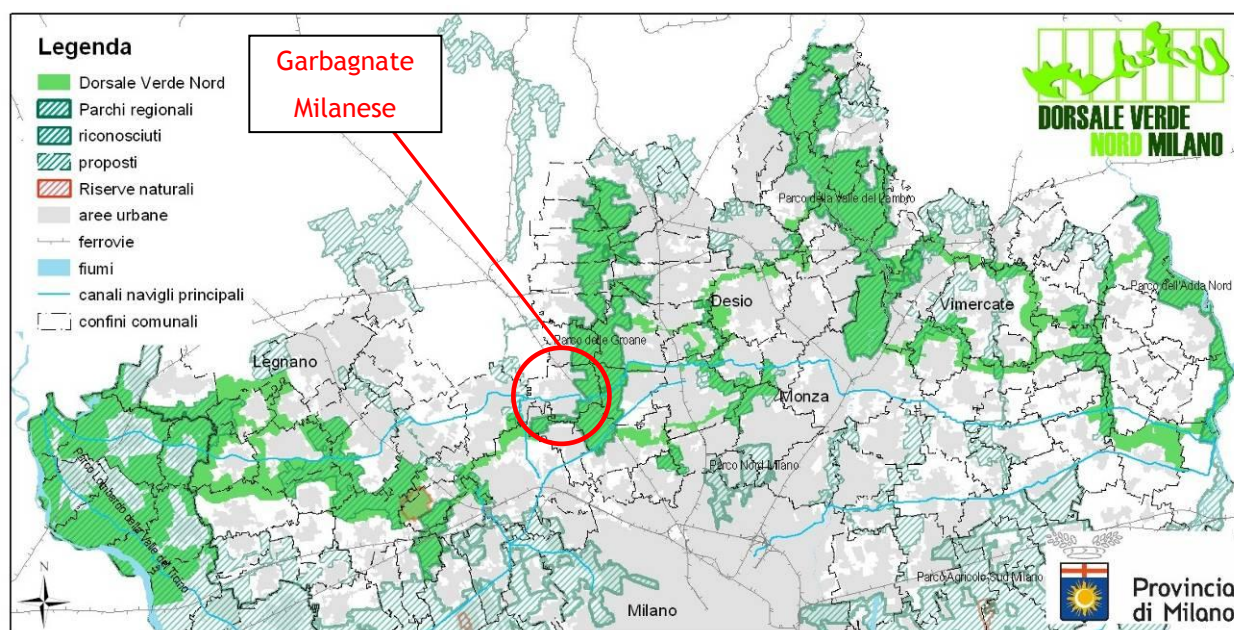 Legenda
Dorsale Verde Nord
Parchi regionali
riconosciuti
proposti
Riserve naturali
aree urbane
ferrovie
fiumi
canali navigli principali
confini comunali
Garbagnate
Milanese
DORSALE VERDE
NORD MILANO
Parco della Valle del Lambro
Parco dell'Adda Nord
Desio
Vimercate
Parco delle Groane
Legnano
Monza
Parco Nord Milano
Parco Lombardo della Valle del Ticino
Parco Agricolo Sud Milano
Milano
N
Provincia
di Milano